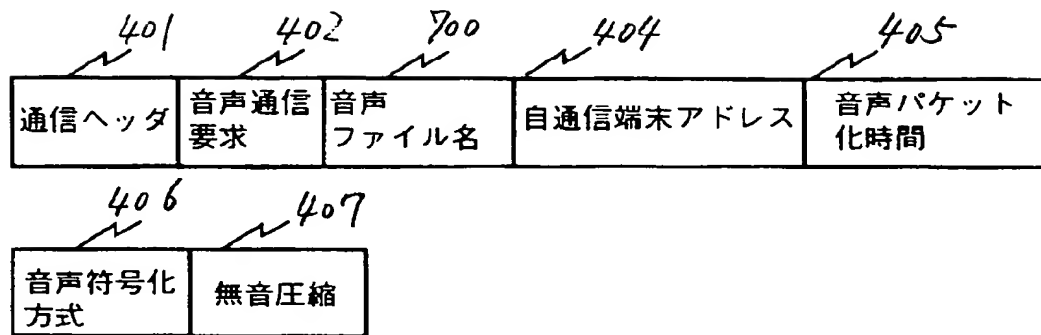 401 402 700 404 405
通信ヘッダ
音声通信
要求
音声
ファイル名
自通信端末アドレス
音声パケット
化時間
406 407
音声符号化
方式
無音圧縮